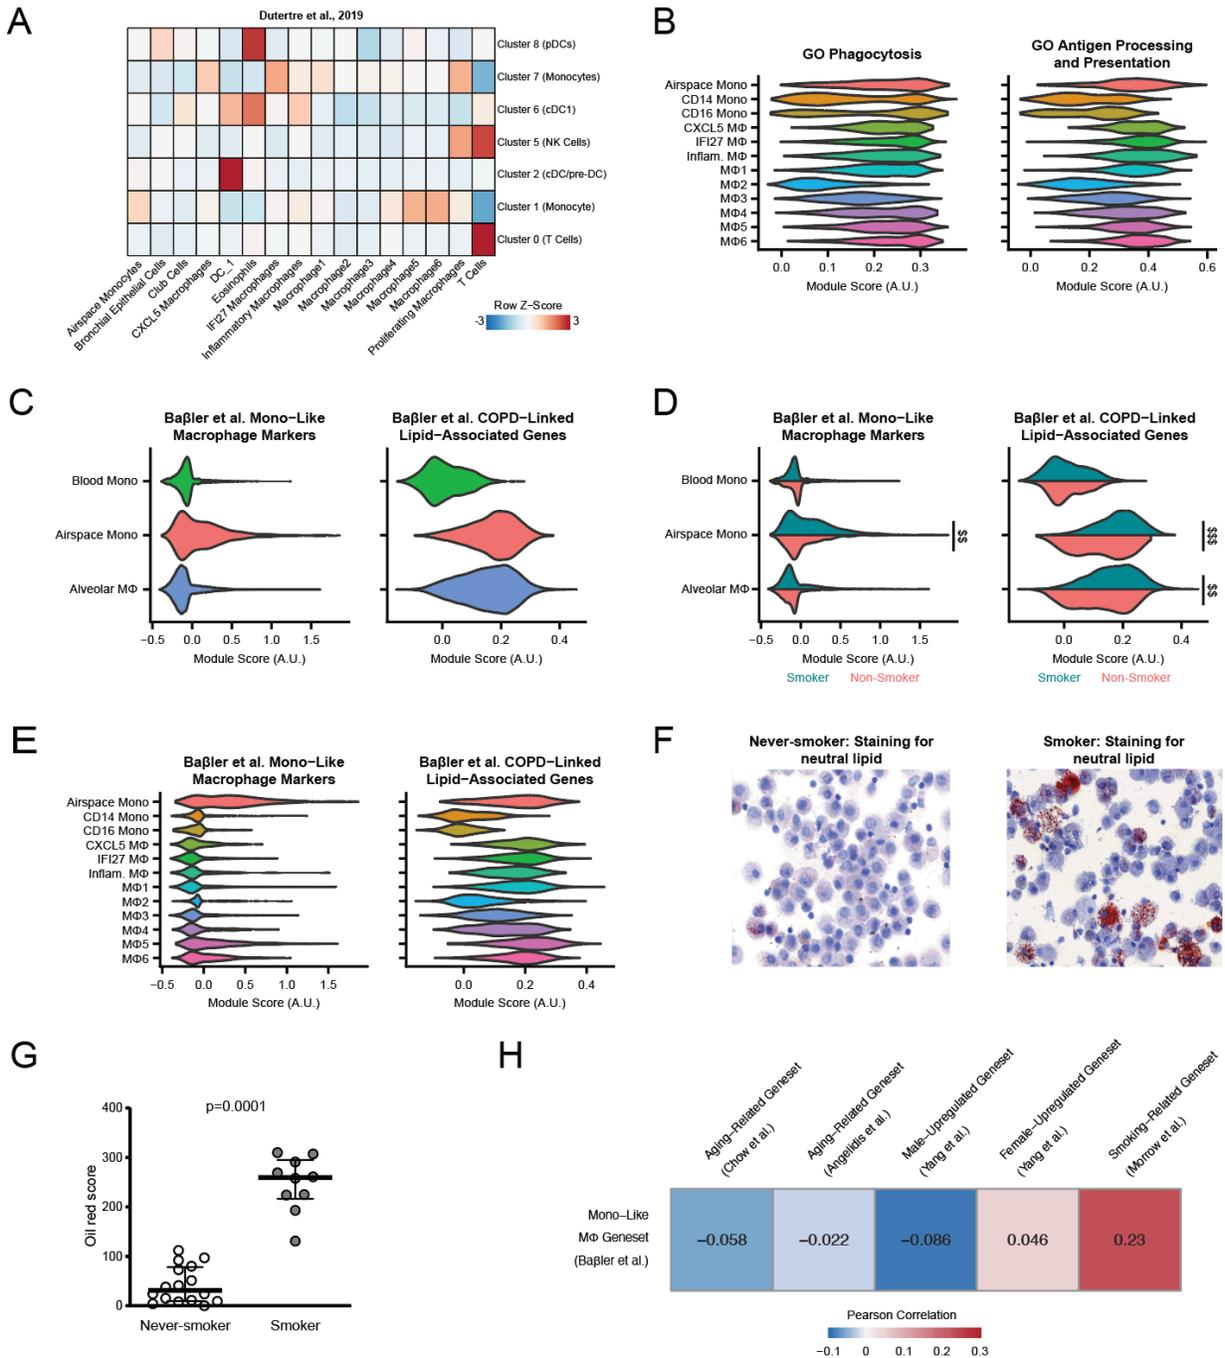 A
Dutertre et al., 2019
Cluster 8 (pDCs)
Cluster 7 (Monocytes)
Cluster 6 (cDC1)
Cluster 5 (NK Cells)
Cluster 2 (cDC/pre-DC)
Cluster 1 (Monocyte)
Cluster 0 (T Cells)
Airspace Monocytes
Bronchial Epithelial Cells
Club Cells
CXCL5 Macrophages
DC_1
Eosinophils
IFI27 Macrophages
Inflammatory Macrophages
Macrophage1
Macrophage2
Macrophage3
Macrophage4
Macrophage5
Macrophage6
Proliferating Macrophages
T Cells
Row Z-Score
-3 3
B
GO Phagocytosis
Airspace Mono
CD14 Mono
CD16 Mono
CXCL5 MΦ
IFI27 MΦ
Inflam. MΦ
MΦ1
MΦ2
MΦ3
MΦ4
MΦ5
MΦ6
0.0 0.1 0.2 0.3
Module Score (A.U.)
GO Antigen Processing
and Presentation
0.0 0.2 0.4 0.6
Module Score (A.U.)
C
Baβler et al. Mono−Like
Macrophage Markers
Blood Mono
Airspace Mono
Alveolar MΦ
−0.5 0.0 0.5 1.0 1.5
Module Score (A.U.)
Baβler et al. COPD−Linked
Lipid−Associated Genes
0.0 0.2 0.4
Module Score (A.U.)
D
Baβler et al. Mono−Like
Macrophage Markers
Blood Mono
Airspace Mono
Alveolar MΦ
§§
−0.5 0.0 0.5 1.0 1.5
Module Score (A.U.)
Smoker Non-Smoker
Baβler et al. COPD−Linked
Lipid−Associated Genes
§§§
§§
0.0 0.2 0.4
Module Score (A.U.)
Smoker Non-Smoker
E
Baβler et al. Mono−Like
Macrophage Markers
Airspace Mono
CD14 Mono
CD16 Mono
CXCL5 MΦ
IFI27 MΦ
Inflam. MΦ
MΦ1
MΦ2
MΦ3
MΦ4
MΦ5
MΦ6
−0.5 0.0 0.5 1.0 1.5
Module Score (A.U.)
Baβler et al. COPD−Linked
Lipid−Associated Genes
0.0 0.2 0.4
Module Score (A.U.)
F
Never-smoker: Staining for
neutral lipid
Smoker: Staining for
neutral lipid
G
p=0.0001
Oil red score
400
300
200
100
0
Never-smoker Smoker
H
Aging−Related Geneset
(Chow et al.)
Aging−Related Geneset
(Angelidis et al.)
Male−Upregulated Geneset
(Yang et al.)
Female−Upregulated Geneset
(Yang et al.)
Smoking−Related Geneset
(Morrow et al.)
Mono−Like
MΦ Geneset
(Baβler et al.)
−0.058 −0.022 −0.086 0.046 0.23
Pearson Correlation
−0.1 0 0.1 0.2 0.3